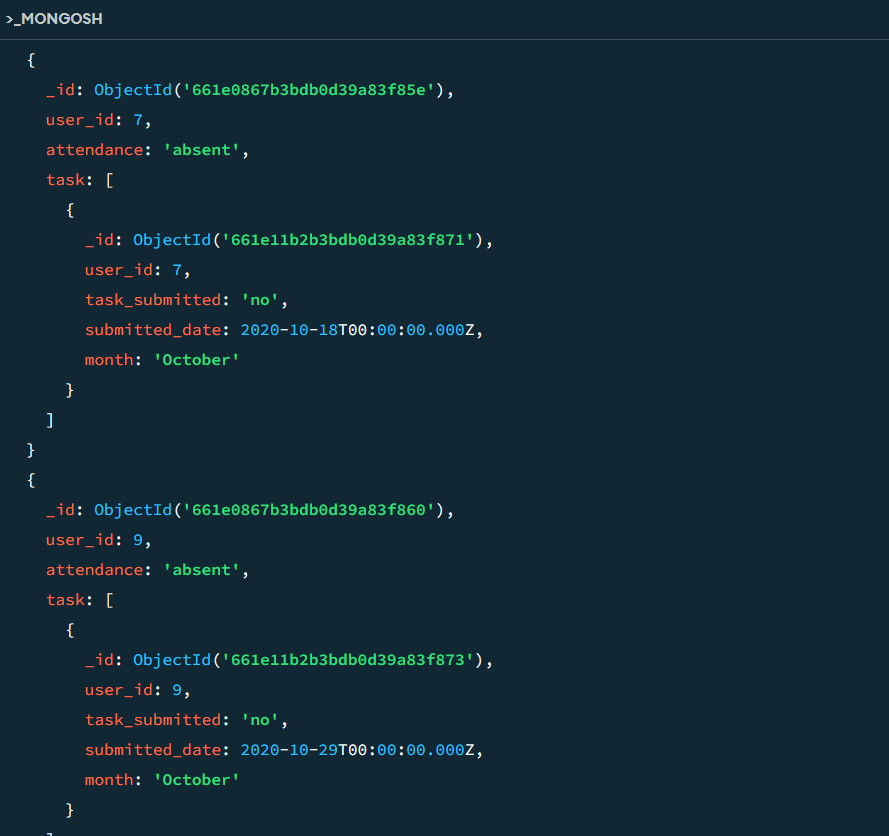 >_MONGOSH
{
_id: ObjectId('661e0867b3bdb0d39a83f85e'),
user_id: 7,
attendance: 'absent',
task: [
{
_id: ObjectId('661e11b2b3bdb0d39a83f871'),
user_id: 7,
task_submitted: 'no',
submitted_date: 2020-10-18T00:00:00.000Z,
month: 'October'
}
]
}
{
_id: ObjectId('661e0867b3bdb0d39a83f860'),
user_id: 9,
attendance: 'absent',
task: [
{
_id: ObjectId('661e11b2b3bdb0d39a83f873'),
user_id: 9,
task_submitted: 'no',
submitted_date: 2020-10-29T00:00:00.000Z,
month: 'October'
}